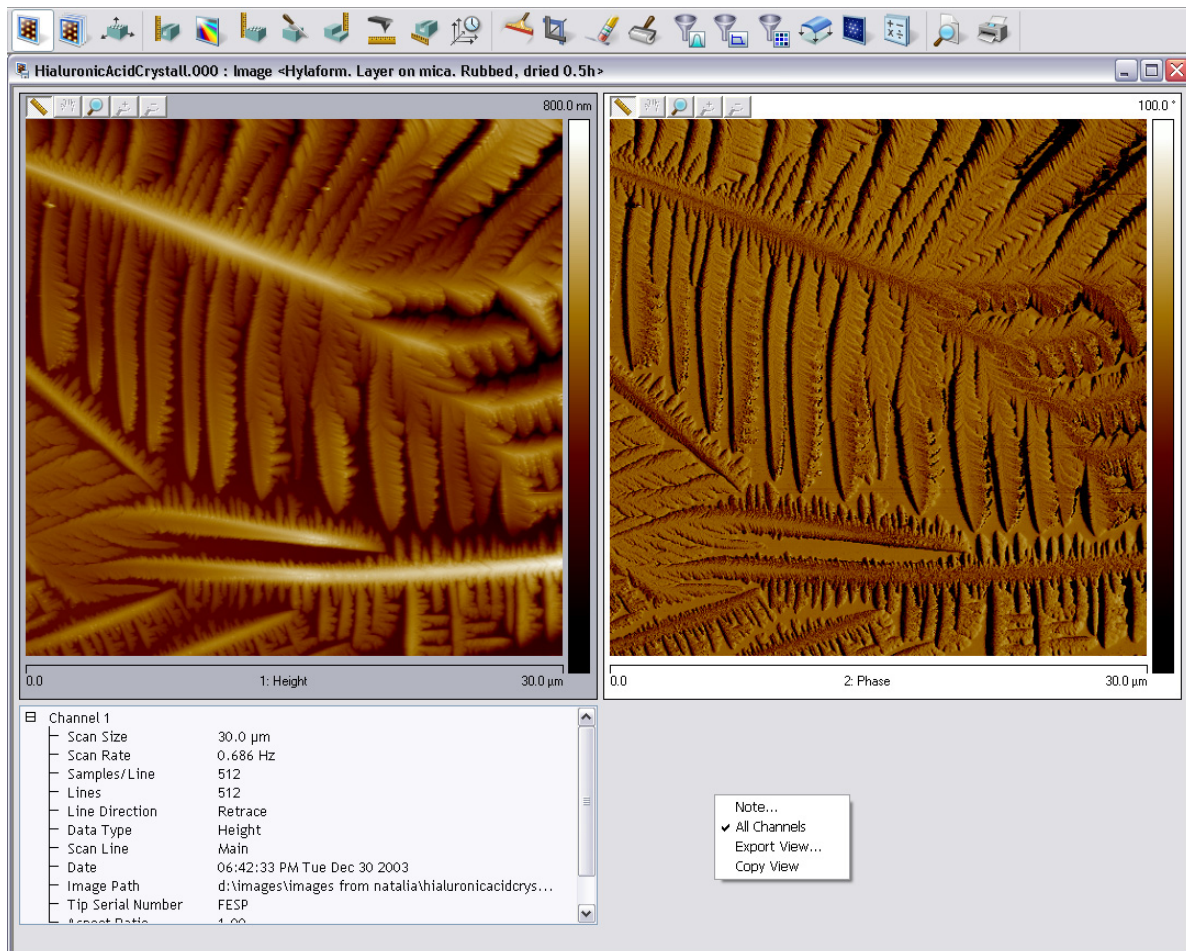 HialuronicAcidCrystall.000 : Image <Hylaform. Layer on mica. Rubbed, dried 0.5h>
800.0 nm
100.0 °
0.0 1: Height 30.0 µm
0.0 2: Phase 30.0 µm
Channel 1
Scan Size 30.0 µm
Scan Rate 0.686 Hz
Samples/Line 512
Lines 512
Line Direction Retrace
Data Type Height
Scan Line Main
Date 06:42:33 PM Tue Dec 30 2003
Image Path d:\images\images from natalia\hialuronicacidcrys...
Tip Serial Number FESP
Aspect Ratio 1.00
Note...
All Channels
Export View...
Copy View